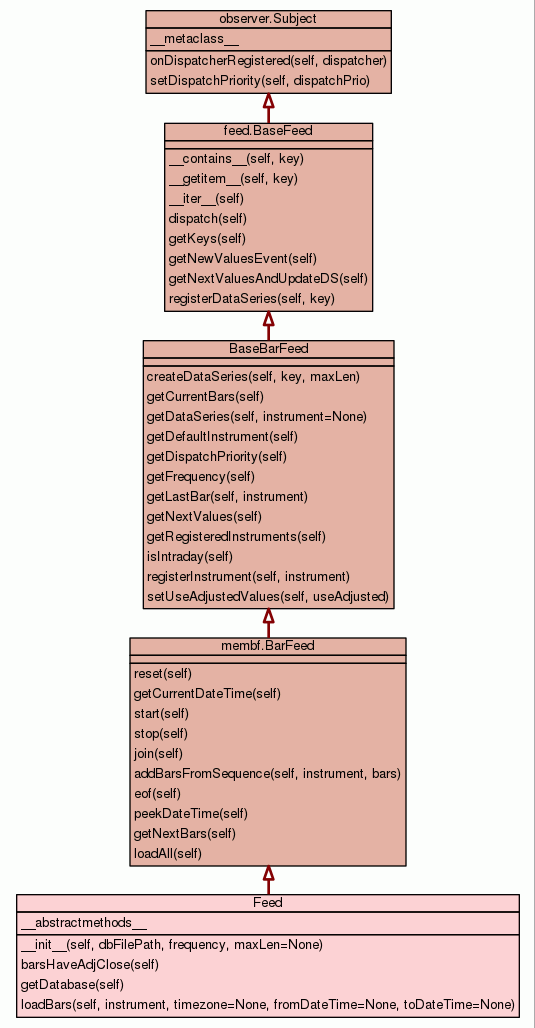 observer.Subject
__metaclass__
onDispatcherRegistered(self, dispatcher)
setDispatchPriority(self, dispatchPrio)
feed.BaseFeed
__contains__(self, key)
__getitem__(self, key)
__iter__(self)
dispatch(self)
getKeys(self)
getNewValuesEvent(self)
getNextValuesAndUpdateDS(self)
registerDataSeries(self, key)
BaseBarFeed
createDataSeries(self, key, maxLen)
getCurrentBars(self)
getDataSeries(self, instrument=None)
getDefaultInstrument(self)
getDispatchPriority(self)
getFrequency(self)
getLastBar(self, instrument)
getNextValues(self)
getRegisteredInstruments(self)
isIntraday(self)
registerInstrument(self, instrument)
setUseAdjustedValues(self, useAdjusted)
membf.BarFeed
reset(self)
getCurrentDateTime(self)
start(self)
stop(self)
join(self)
addBarsFromSequence(self, instrument, bars)
eof(self)
peekDateTime(self)
getNextBars(self)
loadAll(self)
Feed
__abstractmethods__
__init__(self, dbFilePath, frequency, maxLen=None)
barsHaveAdjClose(self)
getDatabase(self)
loadBars(self, instrument, timezone=None, fromDateTime=None, toDateTime=None)